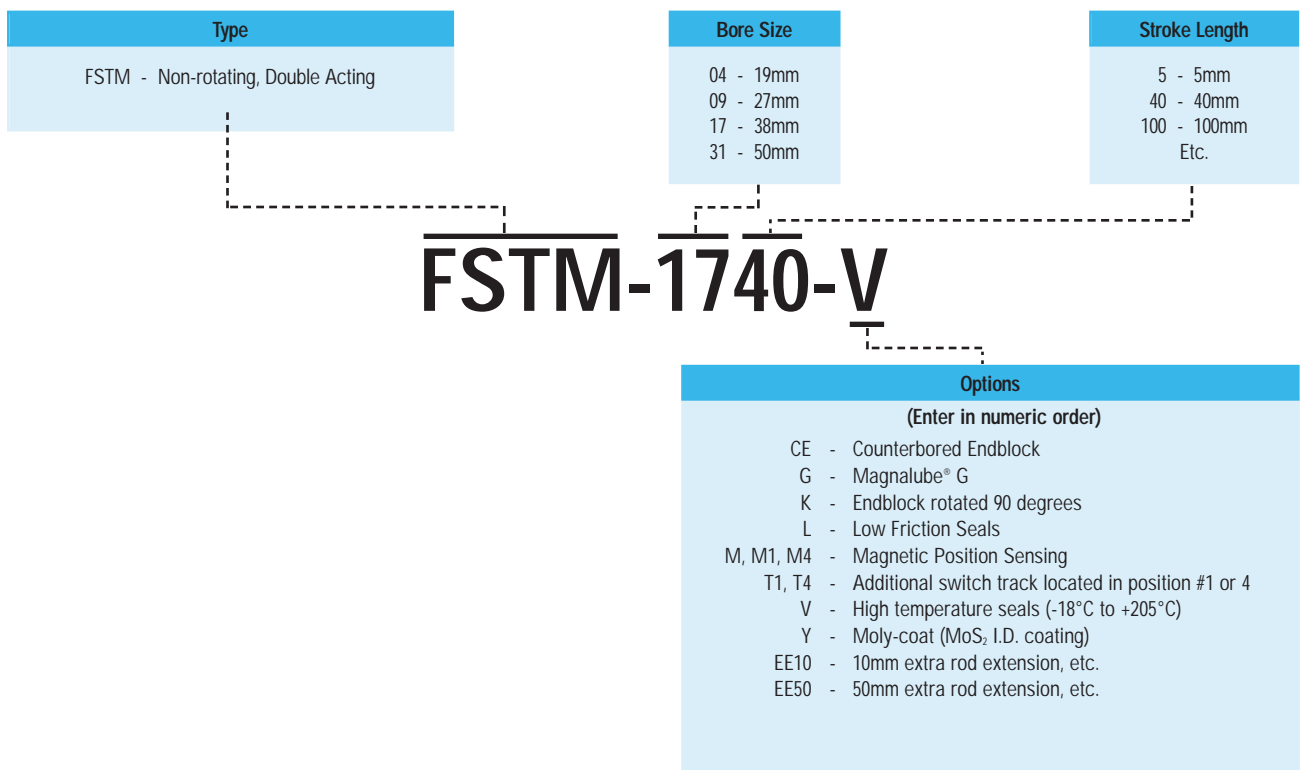 Type
FSTM - Non-rotating, Double Acting
Bore Size
04 - 19mm
09 - 27mm
17 - 38mm
31 - 50mm
Stroke Length
5 - 5mm
40 - 40mm
100 - 100mm
Etc.
FSTM-1740-V
Options
(Enter in numeric order)
CE - Counterbored Endblock
G - Magnalube® G
K - Endblock rotated 90 degrees
L - Low Friction Seals
M, M1, M4 - Magnetic Position Sensing
T1, T4 - Additional switch track located in position #1 or 4
V - High temperature seals (-18°C to +205°C)
Y - Moly-coat (MoS₂ I.D. coating)
EE10 - 10mm extra rod extension, etc.
EE50 - 50mm extra rod extension, etc.